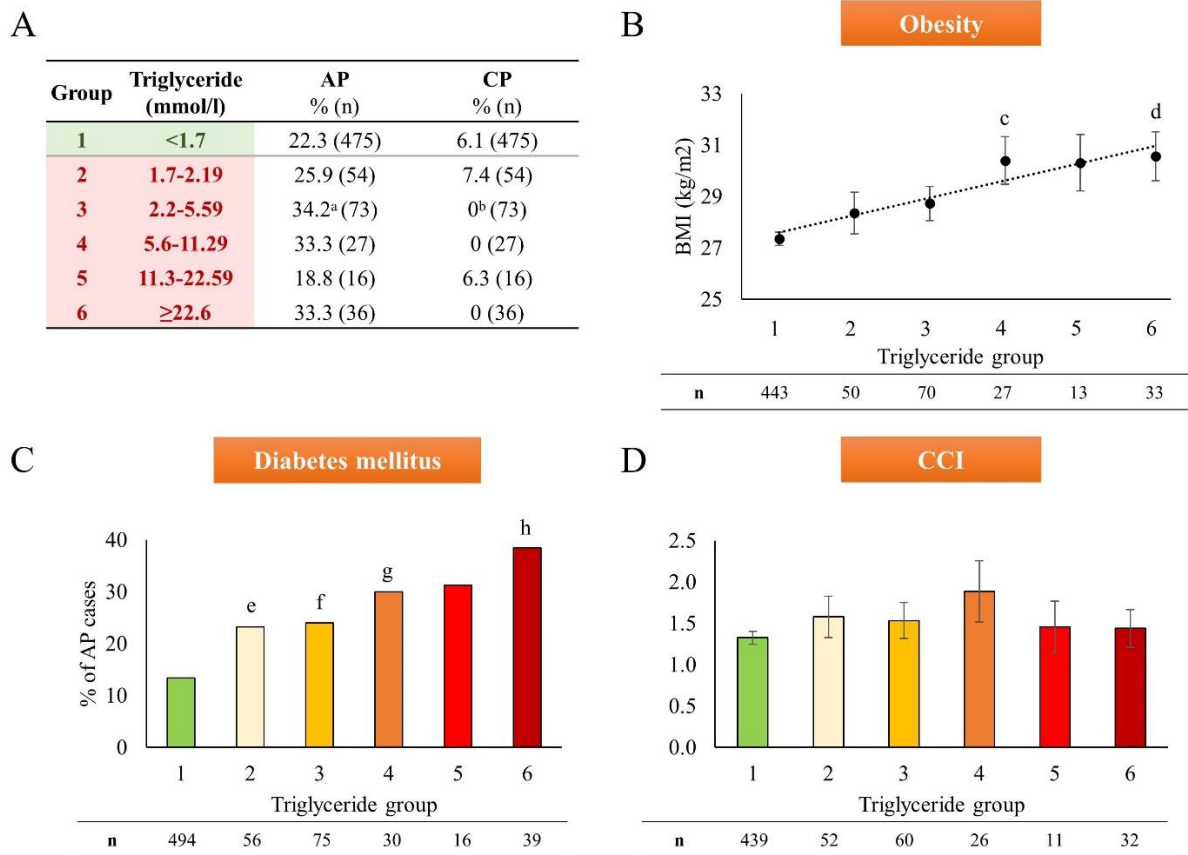 A
Group Triglyceride (mmol/l) AP % (n) CP % (n)
1 <1.7 22.3 (475) 6.1 (475)
2 1.7-2.19 25.9 (54) 7.4 (54)
3 2.2-5.59 34.2ᵃ (73) 0ᵇ (73)
4 5.6-11.29 33.3 (27) 0 (27)
5 11.3-22.59 18.8 (16) 6.3 (16)
6 ≥22.6 33.3 (36) 0 (36)
B
Obesity
BMI (kg/m2)
33
31
29
27
25
c
d
1 2 3 4 5 6
Triglyceride group
n 443 50 70 27 13 33
C
Diabetes mellitus
% of AP cases
40
30
20
10
0
e
f
g
h
1 2 3 4 5 6
Triglyceride group
n 494 56 75 30 16 39
D
CCI
2.5
2.0
1.5
1.0
0.5
0.0
1 2 3 4 5 6
Triglyceride group
n 439 52 60 26 11 32